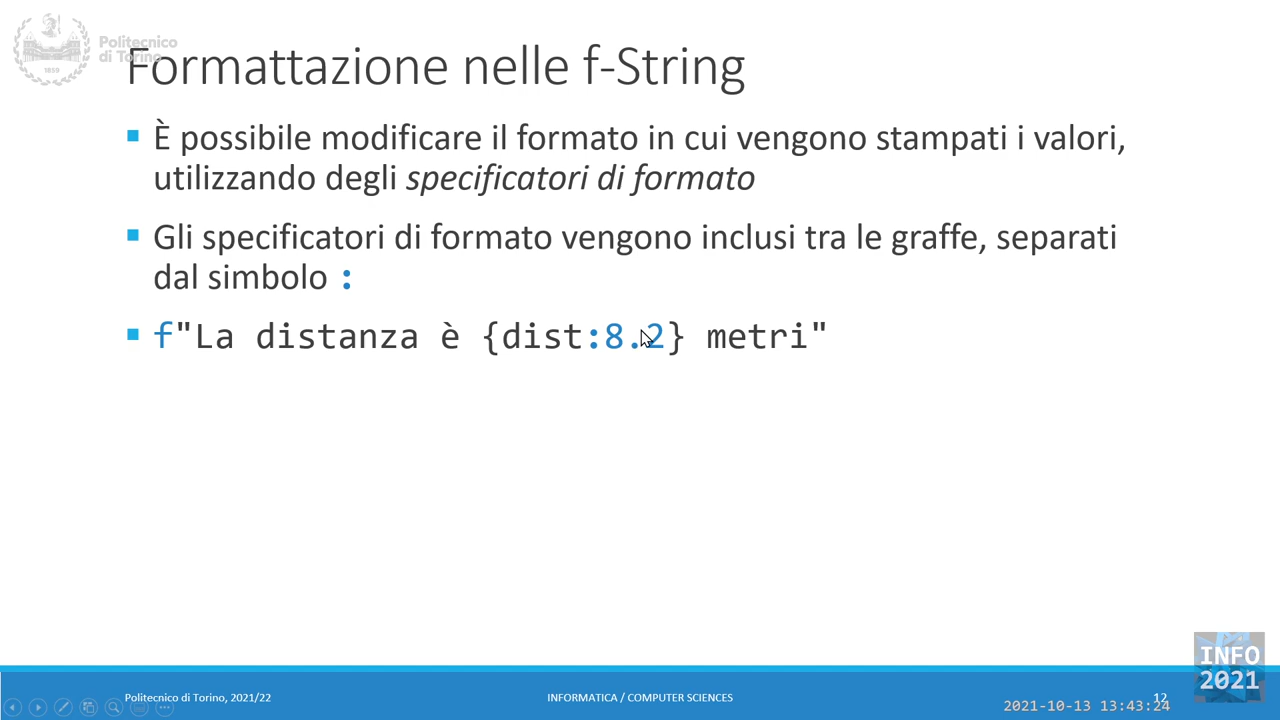 Politecnico
di Torino
1859
Formattazione nelle f-String
È possibile modificare il formato in cui vengono stampati i valori,
utilizzando degli specificatori di formato
Gli specificatori di formato vengono inclusi tra le graffe, separati
dal simbolo :
f"La distanza è {dist:8.2} metri"
Politecnico di Torino, 2021/22
INFORMATICA / COMPUTER SCIENCES
12
INFO
2021
2021-10-13 13:43:24